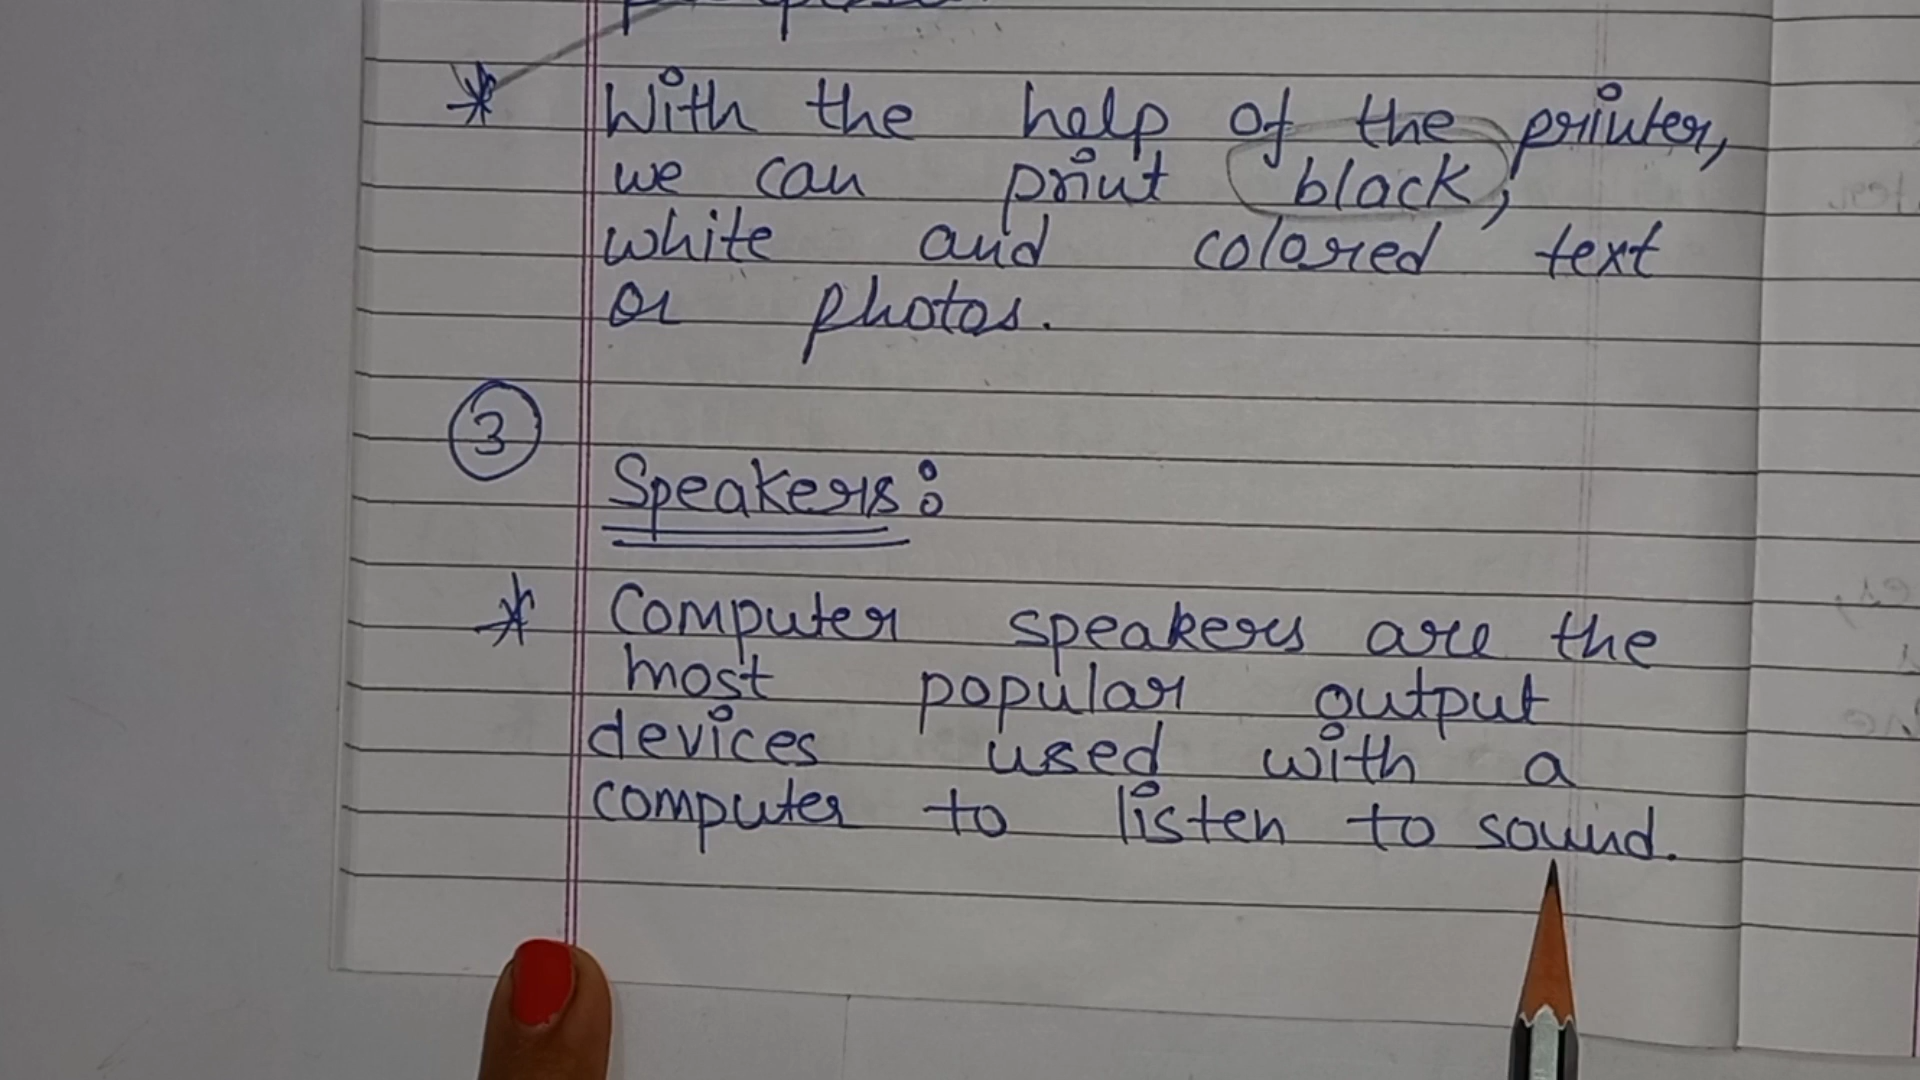 * With the help of the printer,
we can print black,
white and colored text
or photos.
3
Speakers:
* Computer speakers are the
most popular output
devices used with a
computer to listen to sound.